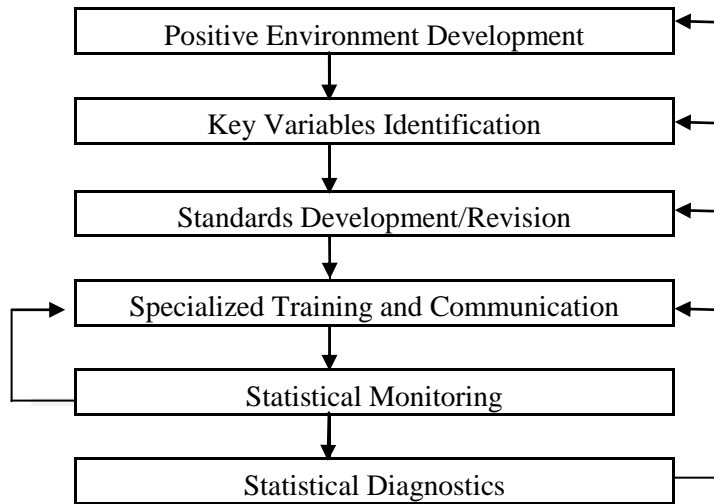 Positive Environment Development
Key Variables Identification
Standards Development/Revision
Specialized Training and Communication
Statistical Monitoring
Statistical Diagnostics